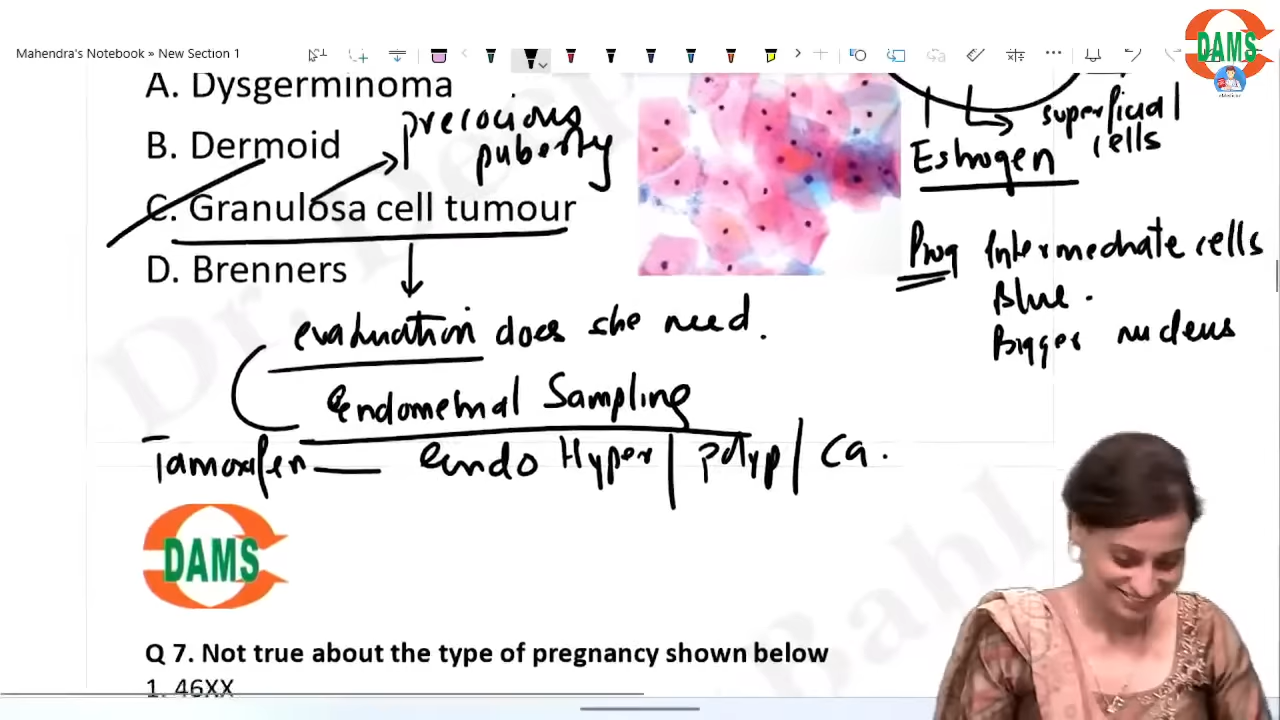 Mahendra's Notebook » New Section 1
DAMS
A. Dysgerminoma
precocious
puberty
B. Dermoid
C. Granulosa cell tumour
D. Brenners
superficial
cells
Estrogen
Prog Intermediate cells
Blue.
Bigger nucleus
evaluation does she need.
Endometrial Sampling
Tamoxifen — Endo Hyper | polyp | Ca.
DAMS
Q 7. Not true about the type of pregnancy shown below
1. 46XX